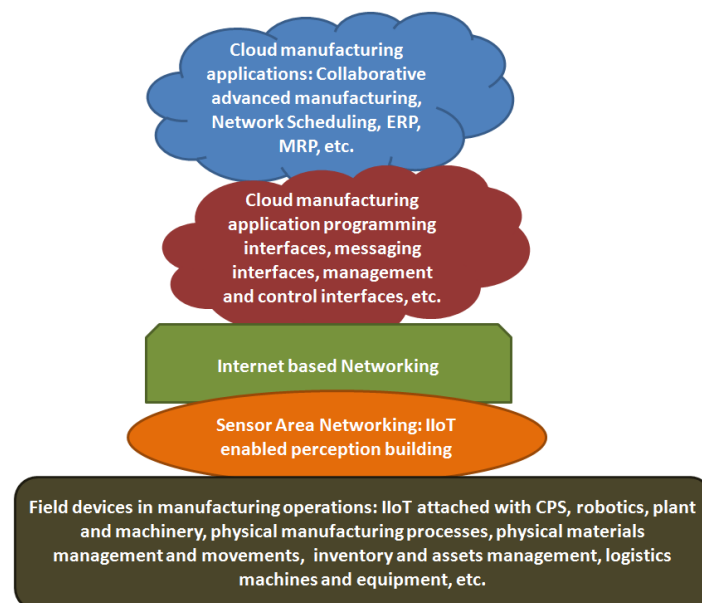 Cloud manufacturing
applications: Collaborative
advanced manufacturing,
Network Scheduling, ERP,
MRP, etc.
Cloud manufacturing
application programming
interfaces, messaging
interfaces, management
and control interfaces, etc.
Internet based Networking
Sensor Area Networking: IIoT
enabled perception building
Field devices in manufacturing operations: IIoT attached with CPS, robotics, plant
and machinery, physical manufacturing processes, physical materials
management and movements, inventory and assets management, logistics
machines and equipment, etc.